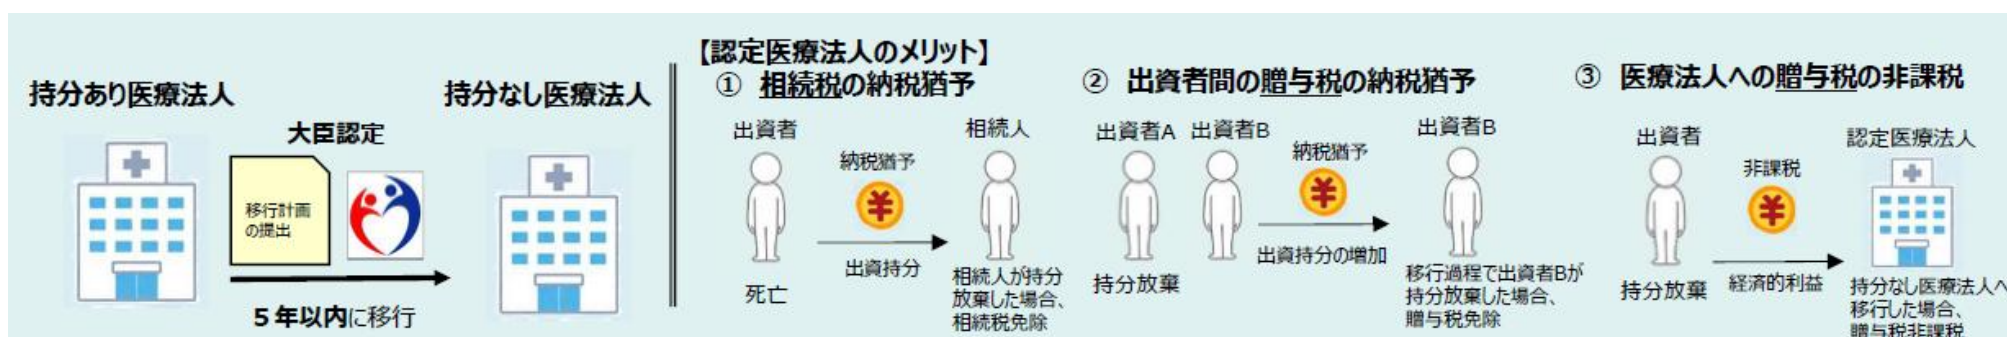 持分あり医療法人
持分なし医療法人
大臣認定
移行計画
の提出
5年以内に移行
【認定医療法人のメリット】
① 相続税の納税猶予
出資者
相続人
納税猶予
¥
出資持分
死亡
相続人が持分
放棄した場合、
相続税免除
② 出資者間の贈与税の納税猶予
出資者A
出資者B
納税猶予
¥
出資者B
出資持分の増加
持分放棄
移行過程で出資者Bが
持分放棄した場合、
贈与税免除
③ 医療法人への贈与税の非課税
出資者
認定医療法人
非課税
¥
経済的利益
持分放棄
持分なし医療法人へ
移行した場合、
贈与税非課税